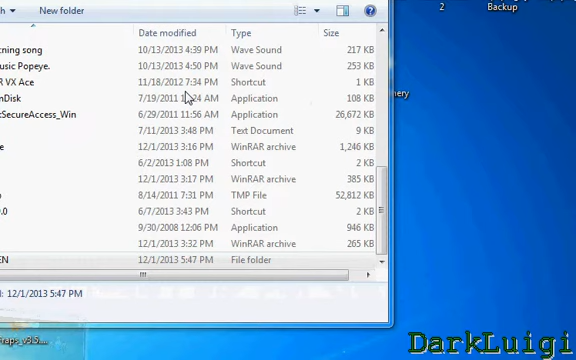 h New folder
Date modified Type Size
tning song 10/13/2013 4:39 PM Wave Sound 217 KB
usic Popeye. 10/13/2013 4:50 PM Wave Sound 253 KB
R VX Ace 11/18/2012 7:34 PM Shortcut 1 KB
nDisk 7/19/2011 AM Application 108 KB
tSecureAccess_Win 6/29/2011 11:56 AM Application 26,672 KB
7/11/2013 3:48 PM Text Document 9 KB
e 12/1/2013 3:16 PM WinRAR archive 1,246 KB
6/2/2013 1:08 PM Shortcut 2 KB
12/1/2013 3:17 PM WinRAR archive 385 KB
8/14/2011 7:31 PM TMP File 52,812 KB
.0 6/7/2013 3:43 PM Shortcut 2 KB
9/30/2008 12:06 PM Application 946 KB
12/1/2013 3:32 PM WinRAR archive 265 KB
EN 12/1/2013 5:47 PM File folder
: 12/1/2013 5:47 PM
2
Backup
nery
raps_v3.5....
DarkLuigi